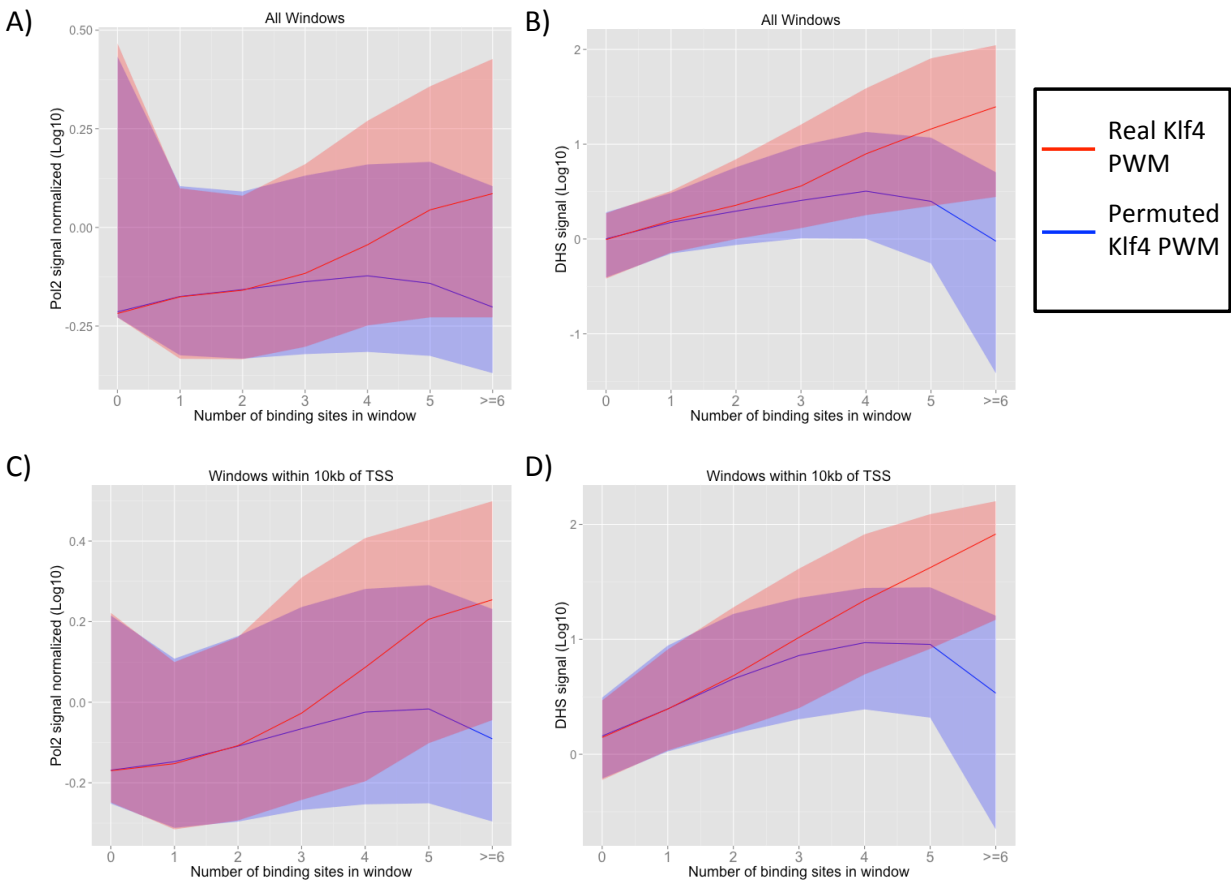 A)
All Windows
0.50
0.25
0.00
-0.25
Pol2 signal normalized (Log10)
0 1 2 3 4 5 >=6
Number of binding sites in window
B)
All Windows
2
1
0
-1
DHS signal (Log10)
0 1 2 3 4 5 >=6
Number of binding sites in window
Real Klf4
PWM
Permuted
Klf4 PWM
C)
Windows within 10kb of TSS
0.4
0.2
0.0
-0.2
Pol2 signal normalized (Log10)
0 1 2 3 4 5 >=6
Number of binding sites in window
D)
Windows within 10kb of TSS
2
1
0
DHS signal (Log10)
0 1 2 3 4 5 >=6
Number of binding sites in window